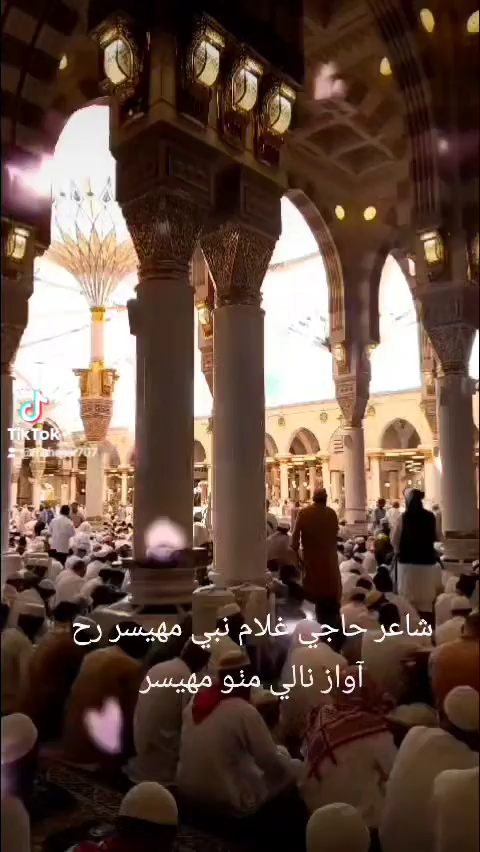 TikTok
شاعر حاجي غلام نبي مهيسر رح
آواز نالي مٺو مهيسر